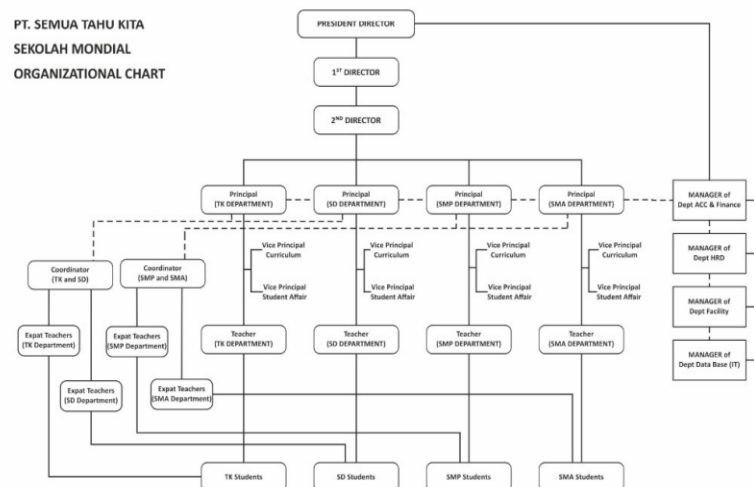 PT. SEMUA TAHU KITA
SEKOLAH MONDIAL
ORGANIZATIONAL CHART
PRESIDENT DIRECTOR
1ST DIRECTOR
2ND DIRECTOR
Principal
(TK DEPARTMENT)
Principal
(SD DEPARTMENT)
Principal
(SMP DEPARTMENT)
Principal
(SMA DEPARTMENT)
MANAGER of
Dept ACC & Finance
Vice Principal
Curriculum
Vice Principal
Curriculum
Vice Principal
Curriculum
Vice Principal
Curriculum
MANAGER of
Dept HRD
Coordinator
(TK and SD)
Coordinator
(SMP and SMA)
Vice Principal
Student Affair
Vice Principal
Student Affair
Vice Principal
Student Affair
Vice Principal
Student Affair
MANAGER of
Dept Facility
Expat Teachers
(TK Department)
Expat Teachers
(SMP Department)
Teacher
(TK DEPARTMENT)
Teacher
(SD DEPARTMENT)
Teacher
(SMP DEPARTMENT)
Teacher
(SMA DEPARTMENT)
MANAGER of
Dept Data Base (IT)
Expat Teachers
(SD Department)
Expat Teachers
(SMA Department)
TK Students
SD Students
SMP Students
SMA Students